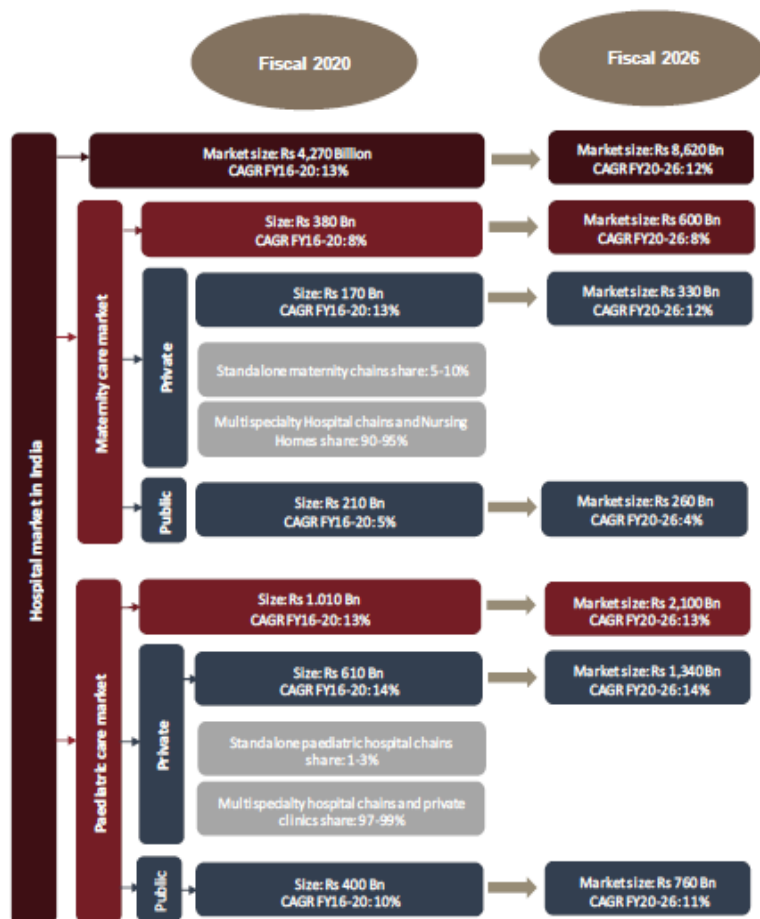 Fiscal 2020
Fiscal 2026
Hospital market in India
Market size: Rs 4,270 Billion
CAGR FY16-20: 13%
Market size: Rs 8,620 Bn
CAGR FY20-26: 12%
Maternity care market
Size: Rs 380 Bn
CAGR FY16-20: 8%
Market size: Rs 600 Bn
CAGR FY20-26: 8%
Private
Size: Rs 170 Bn
CAGR FY16-20: 13%
Market size: Rs 330 Bn
CAGR FY20-26: 12%
Standalone maternity chains share: 5-10%
Multispecialty Hospital chains and Nursing
Homes share: 90-95%
Public
Size: Rs 210 Bn
CAGR FY16-20: 5%
Market size: Rs 260 Bn
CAGR FY20-26: 4%
Paediatric care market
Size: Rs 1.010 Bn
CAGR FY16-20: 13%
Market size: Rs 2,100 Bn
CAGR FY20-26: 13%
Private
Size: Rs 610 Bn
CAGR FY16-20: 14%
Market size: Rs 1,340 Bn
CAGR FY20-26: 14%
Standalone paediatric hospital chains
share: 1-3%
Multispecialty hospital chains and private
clinics share: 97-99%
Public
Size: Rs 400 Bn
CAGR FY16-20: 10%
Market size: Rs 760 Bn
CAGR FY20-26: 11%